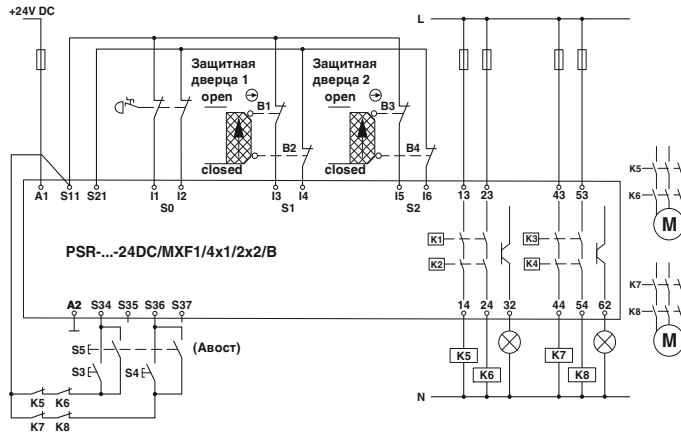 +24V DC
L
Защитная дверца 1
Защитная дверца 2
open
open
B1
B3
B2
B4
closed
closed
A1 S11 S21 I1 I2 I3 I4 I5 I6 13 23 43 53
S0 S1 S2
K5
K6
M
PSR-...-24DC/MXF1/4x1/2x2/B
K1
K2
K3
K4
A2 S34 S35 S36 S37 14 24 32 44 54 62
K7
K8
M
S5
(Авост)
S3
S4
K5
K6
K7
K8
K5 K6
K7 K8
N